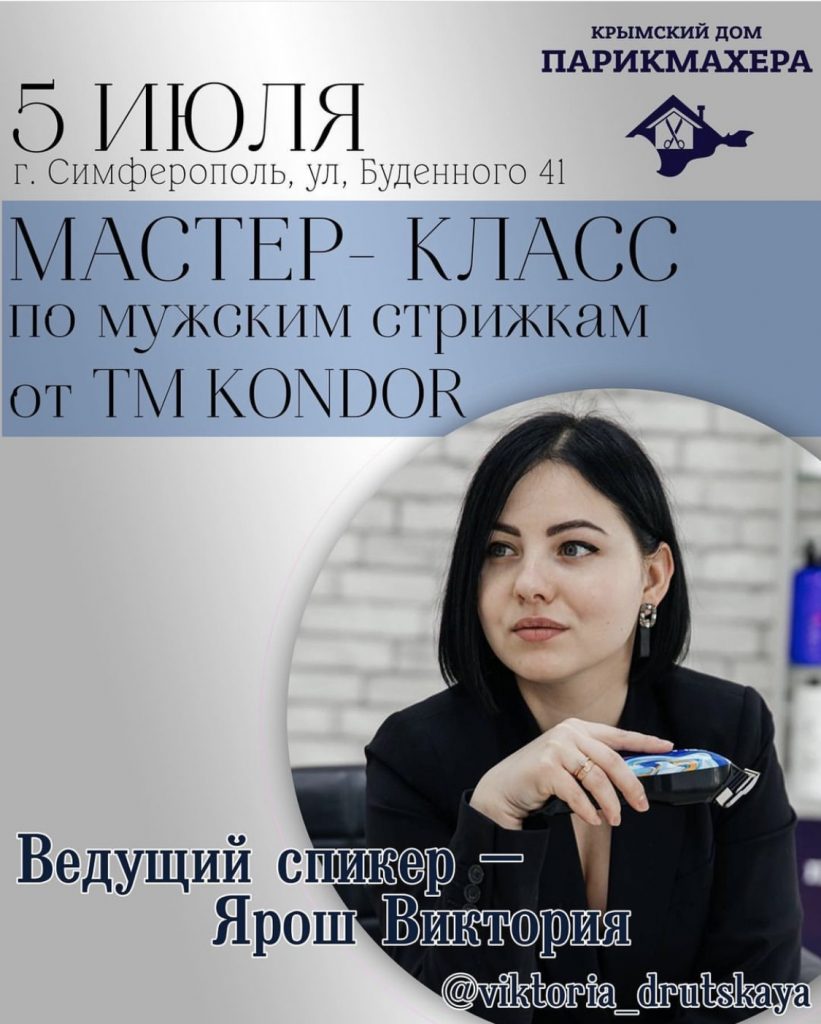 КРЫМСКИЙ ДОМ
ПАРИКМАХЕРА
5 ИЮЛЯ
г. Симферополь, ул, Буденного 41
МАСТЕР- КЛАСС
по мужским стрижкам
от ТМ KONDOR
Ведущий спикер –
Ярош Виктория
@viktoria_drutskaya